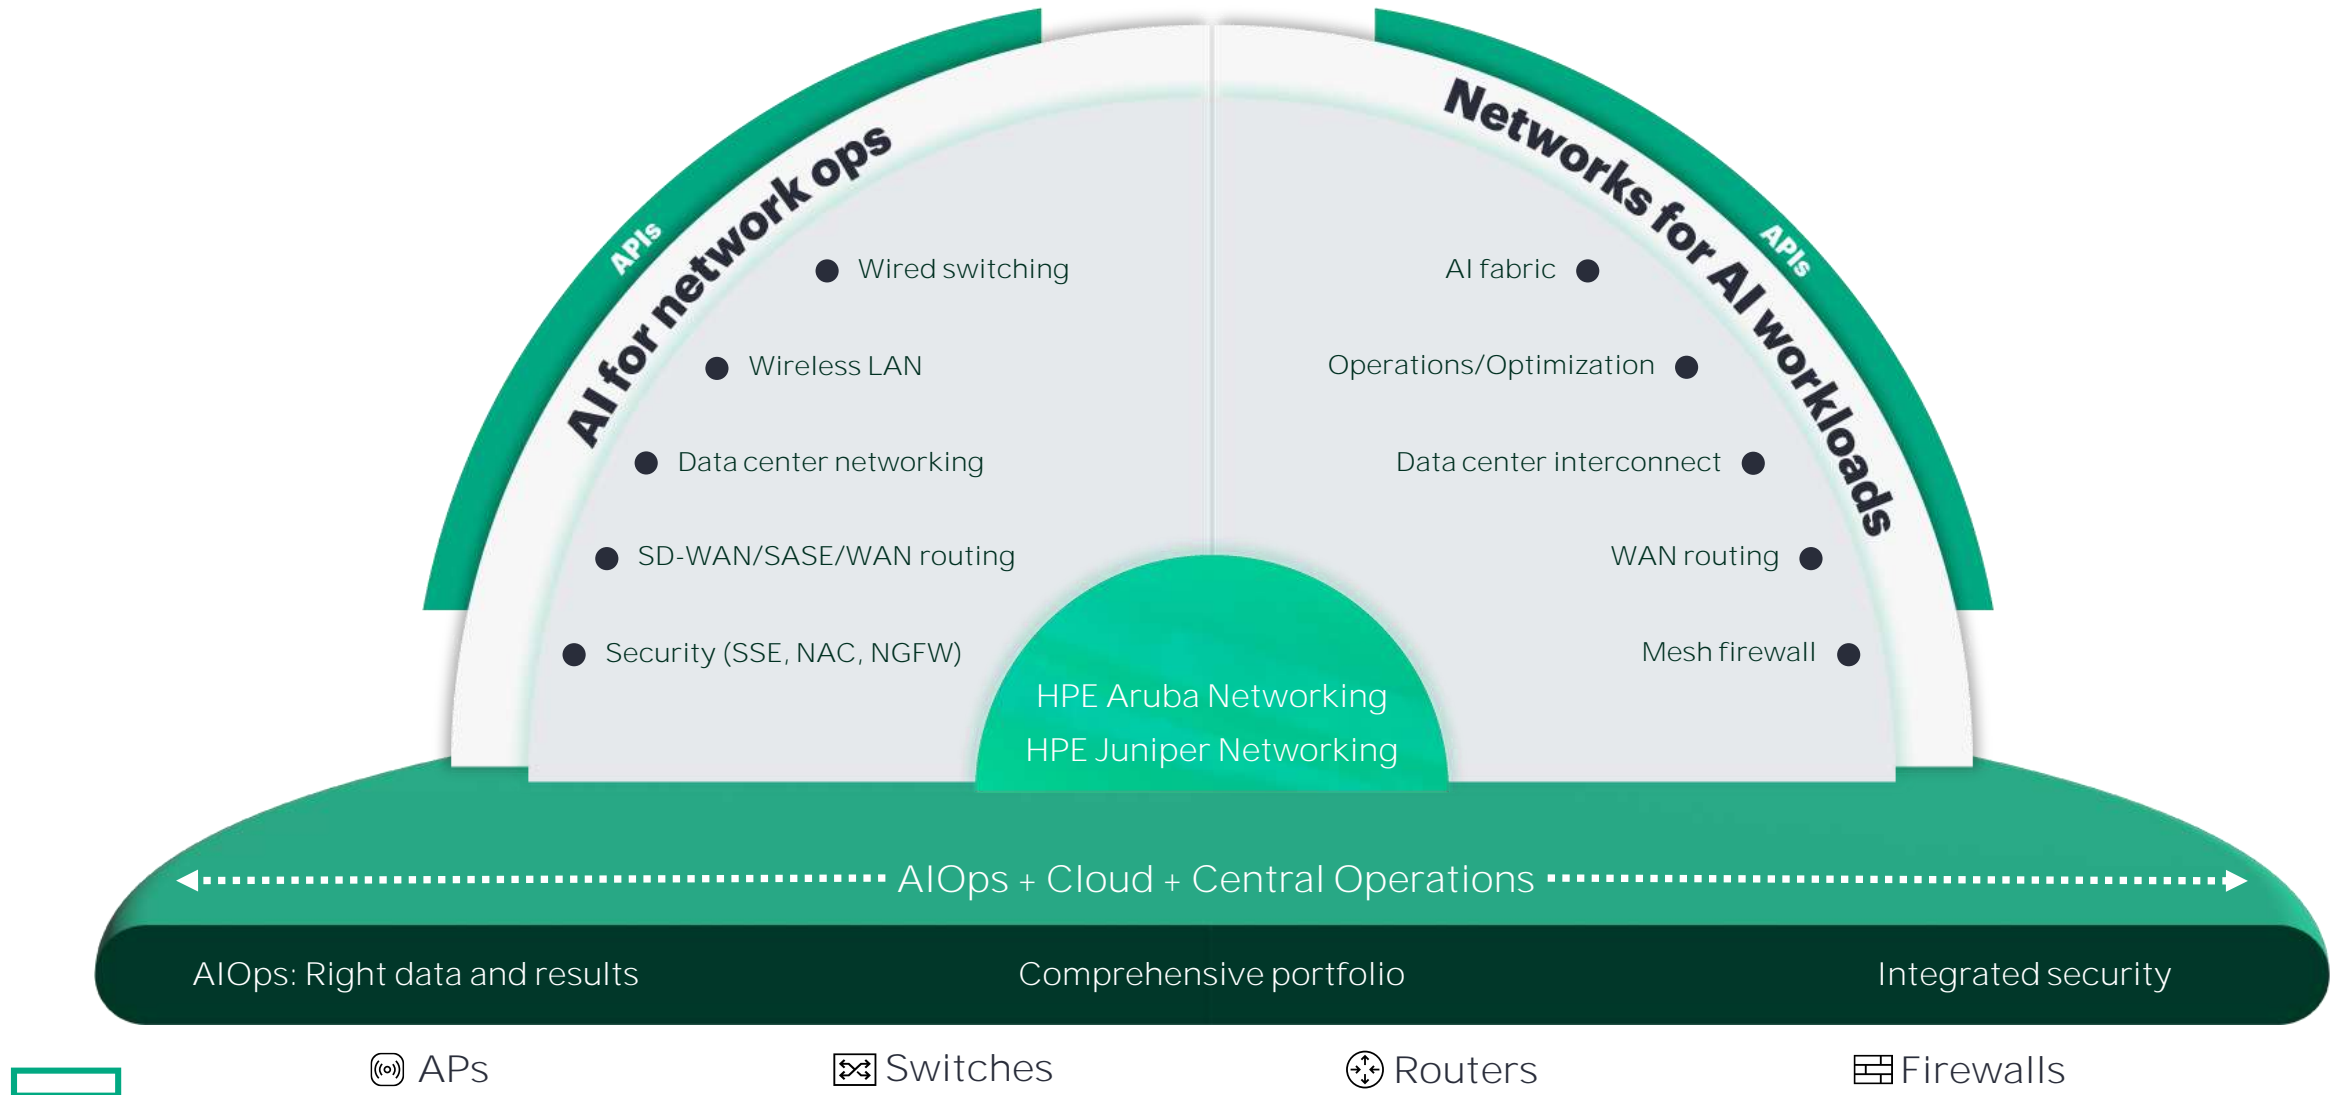 APIs
AI for network ops
Wired switching
Wireless LAN
Data center networking
SD-WAN/SASE/WAN routing
Security (SSE, NAC, NGFW)
APIs
Networks for AI workloads
AI fabric
Operations/Optimization
Data center interconnect
WAN routing
Mesh firewall
HPE Aruba Networking
HPE Juniper Networking
AIOps + Cloud + Central Operations
AIOps: Right data and results
Comprehensive portfolio
Integrated security
APs
Switches
Routers
Firewalls